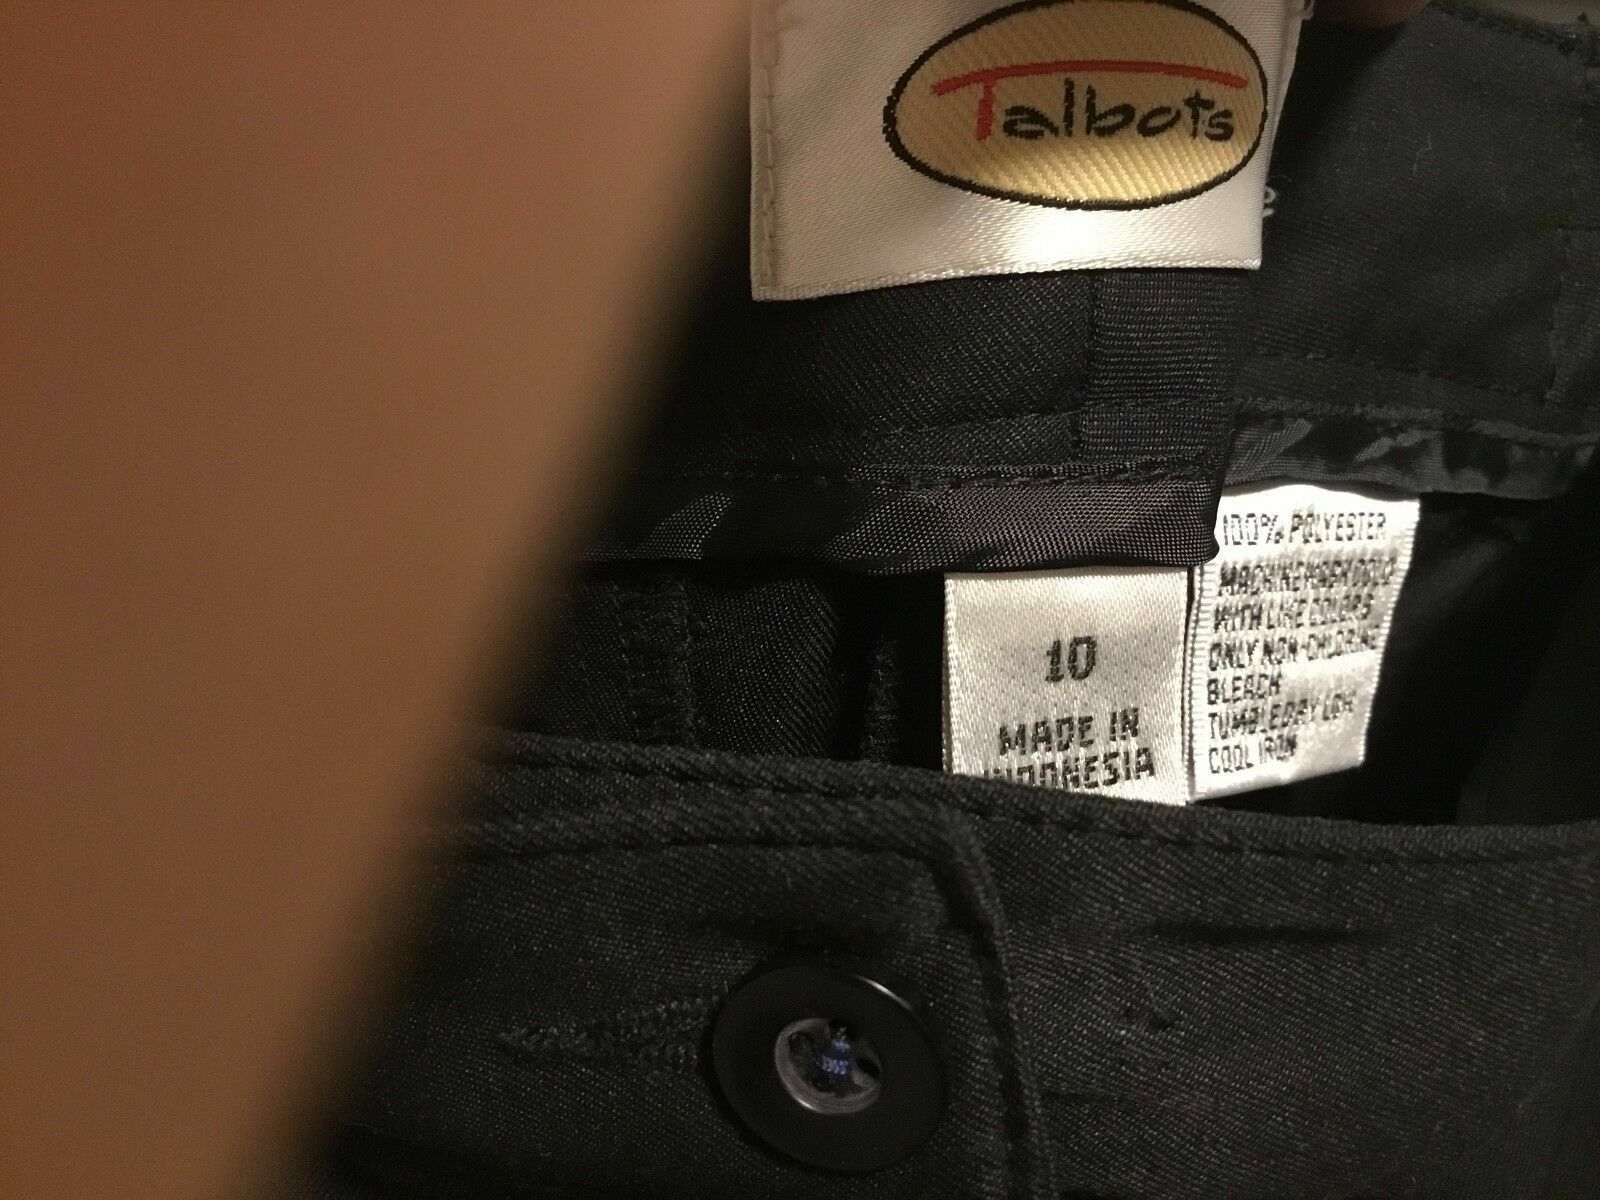 Talbots
10
MADE IN
INDONESIA
100% POLYESTER
MACHINE WASH COLD
WITH LIKE COLORS
ONLY NON-CHLORINE
BLEACH
TUMBLE DRY LOW
COOL IRON